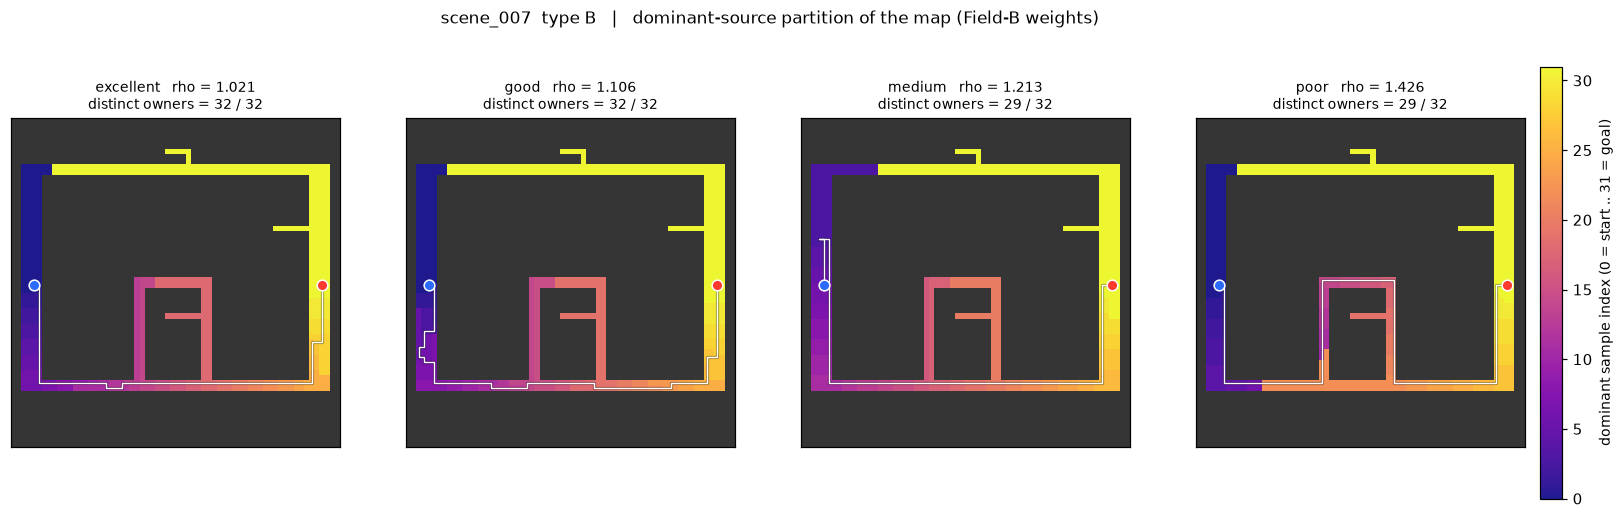 scene_007  type B   |   dominant-source partition of the map (Field-B weights)
excellent   rho = 1.021
distinct owners = 32 / 32
good   rho = 1.106
distinct owners = 32 / 32
medium   rho = 1.213
distinct owners = 29 / 32
poor   rho = 1.426
distinct owners = 29 / 32
30
25
20
15
10
5
0
dominant sample index (0 = start .. 31 = goal)